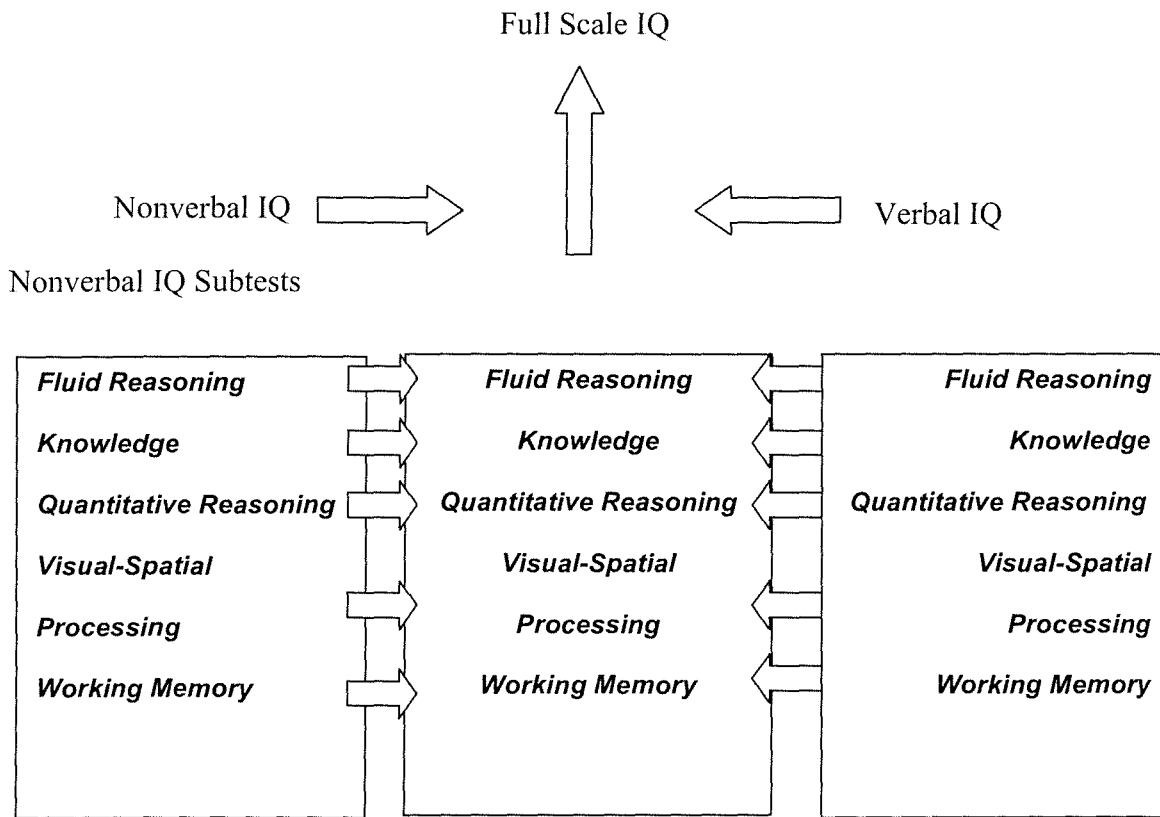 Full Scale IQ
Nonverbal IQ
Verbal IQ
Nonverbal IQ Subtests
Fluid Reasoning
Knowledge
Quantitative Reasoning
Visual-Spatial
Processing
Working Memory
Fluid Reasoning
Knowledge
Quantitative Reasoning
Visual-Spatial
Processing
Working Memory
Fluid Reasoning
Knowledge
Quantitative Reasoning
Visual-Spatial
Processing
Working Memory